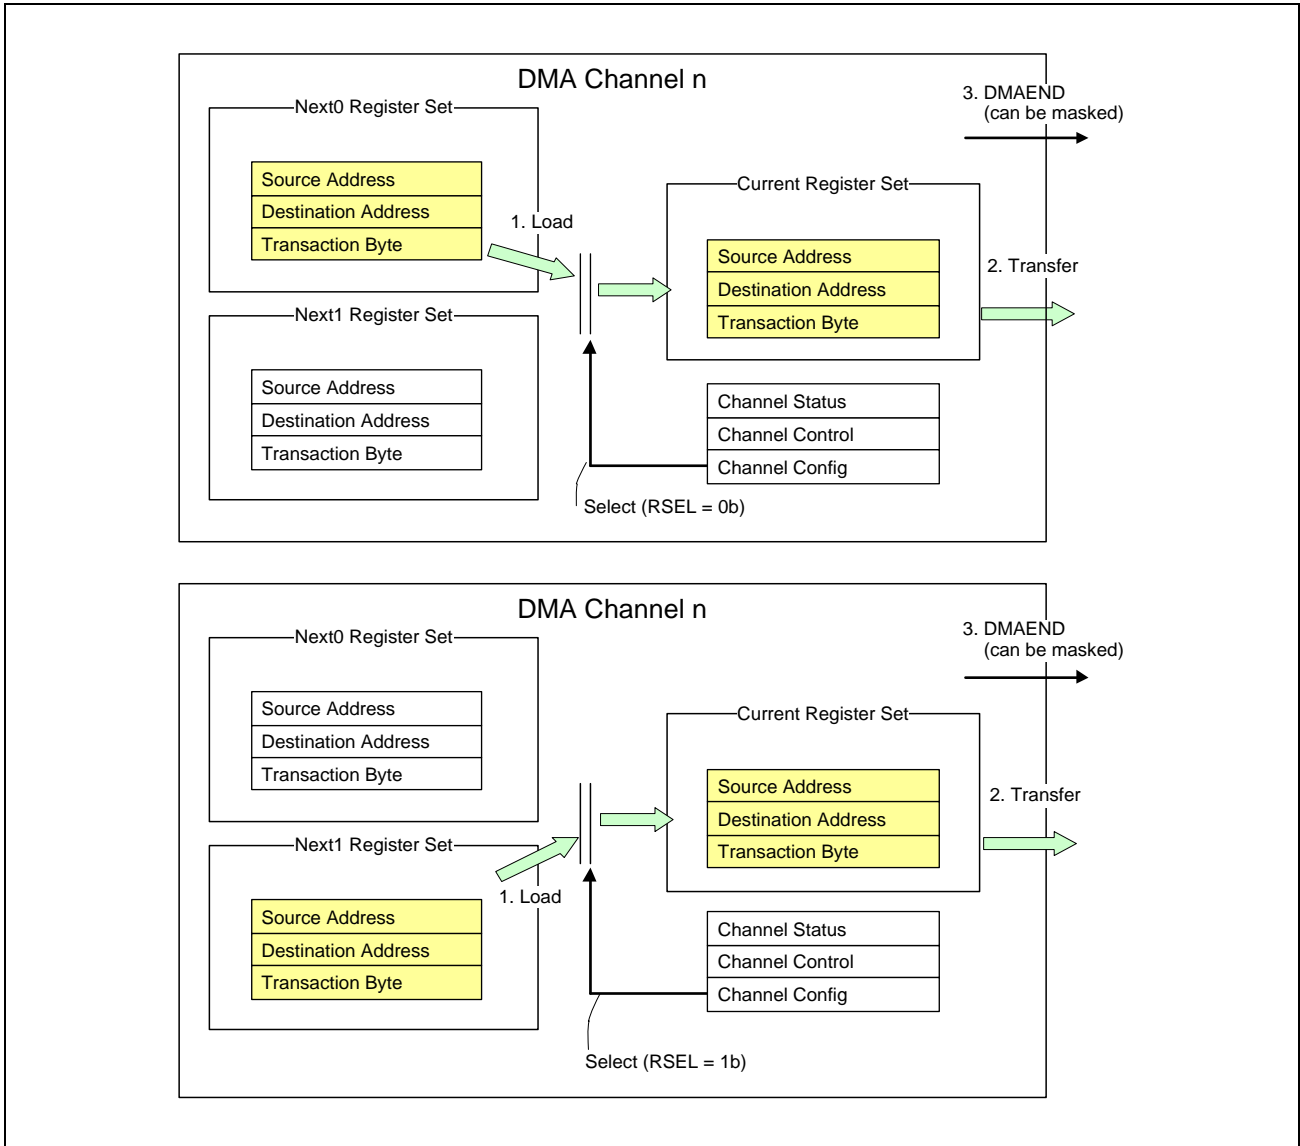 DMA Channel n
3. DMAEND
(can be masked)
Next0 Register Set
Source Address
Destination Address
Transaction Byte
1. Load
Current Register Set
Source Address
Destination Address
Transaction Byte
2. Transfer
Next1 Register Set
Source Address
Destination Address
Transaction Byte
Channel Status
Channel Control
Channel Config
Select (RSEL = 0b)
DMA Channel n
3. DMAEND
(can be masked)
Next0 Register Set
Source Address
Destination Address
Transaction Byte
Current Register Set
Source Address
Destination Address
Transaction Byte
2. Transfer
Next1 Register Set
1. Load
Source Address
Destination Address
Transaction Byte
Channel Status
Channel Control
Channel Config
Select (RSEL = 1b)